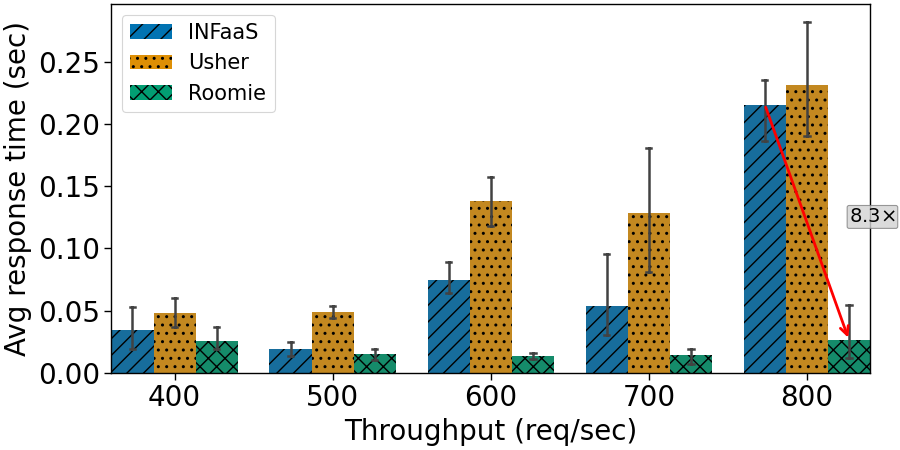 INFaaS
Usher
Roomie
Avg response time (sec)
0.25
0.20
0.15
0.10
0.05
0.00
8.3×
400 500 600 700 800
Throughput (req/sec)